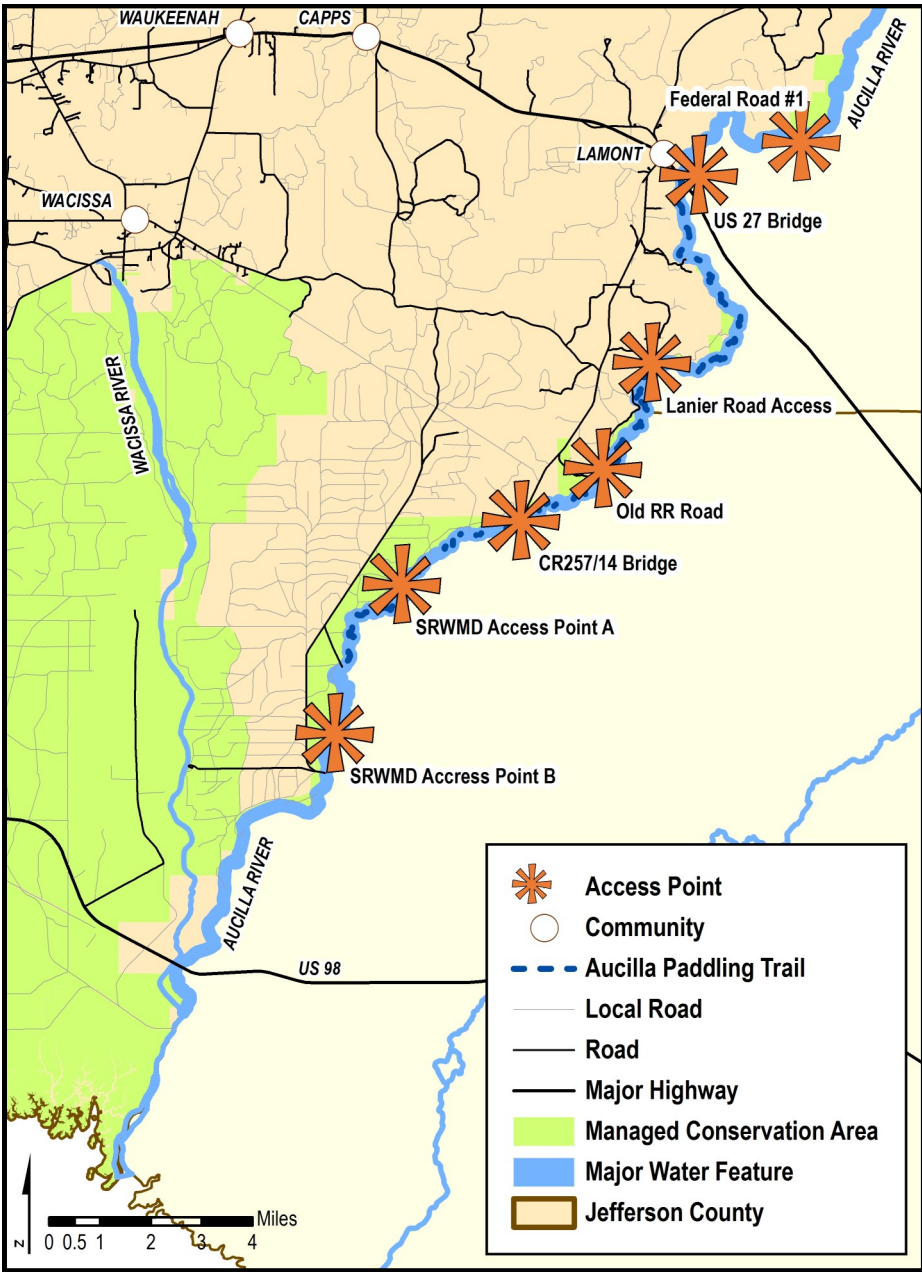 WAUKEENAH
CAPPS
AUCILLA RIVER
Federal Road #1
LAMONT
WACISSA
US 27 Bridge
WACISSA RIVER
Lanier Road Access
Old RR Road
CR257/14 Bridge
SRWMD Access Point A
SRWMD Accress Point B
AUCILLA RIVER
US 98
Access Point
Community
Aucilla Paddling Trail
Local Road
Road
Major Highway
Managed Conservation Area
Major Water Feature
Jefferson County
Miles
0 0.5 1 2 3 4
N